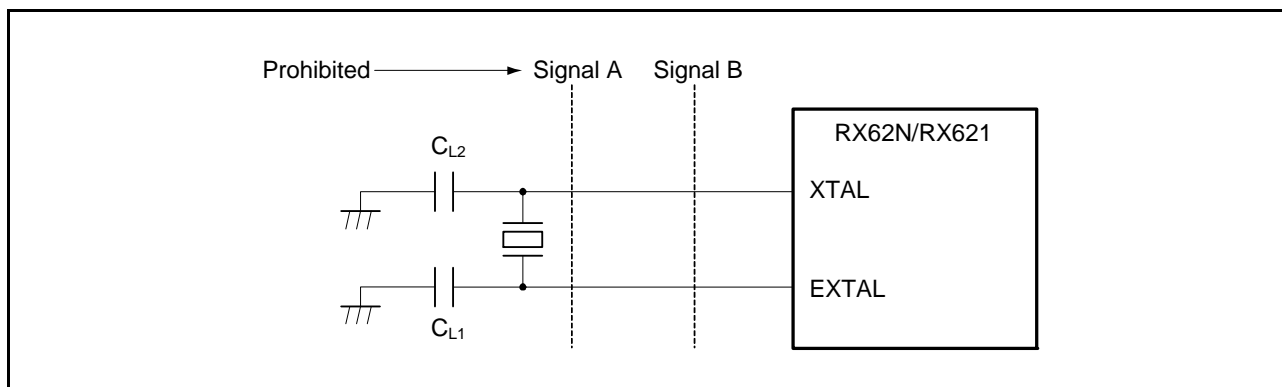 Prohibited Signal A Signal B
RX62N/RX621
CL2
XTAL
EXTAL
CL1